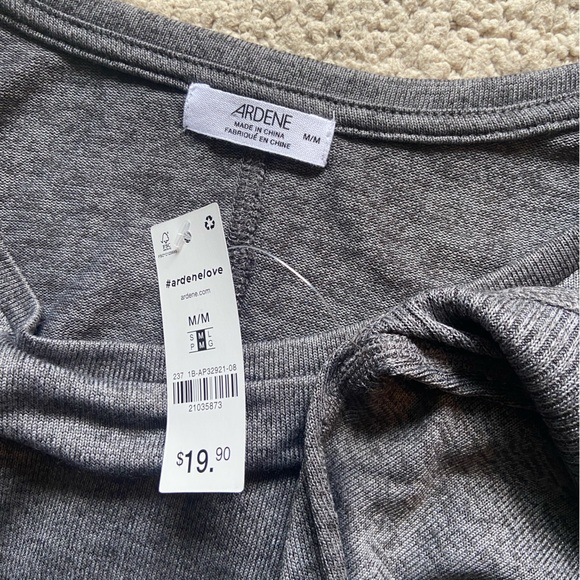 ARDENE
MADE IN CHINA
FABRIQUÉ EN CHINE
M/M
#ardenelove
ardene.com
M/M
S M L
P M G
237 1B-AP32921-08
21035873
$19.90